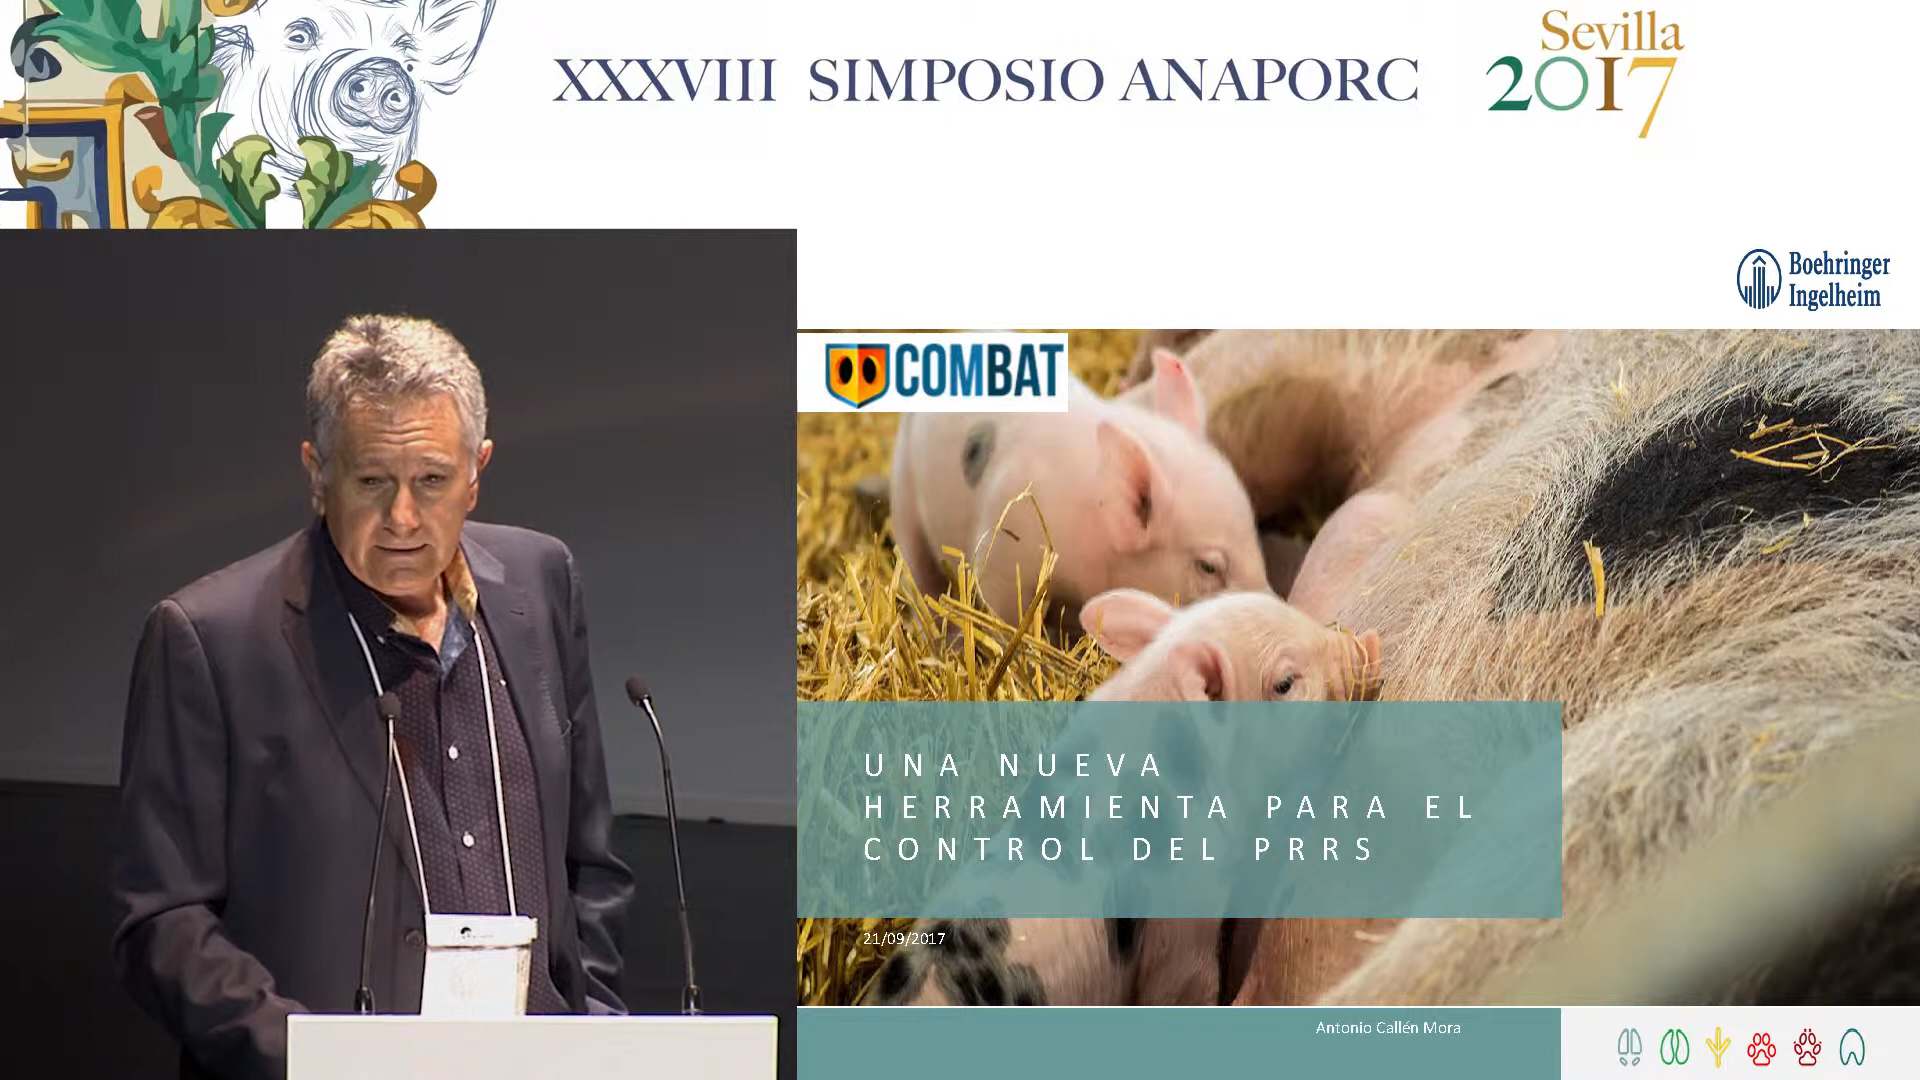 XXXVIII SIMPOSIO ANAPORC
Sevilla
2017
Boehringer
Ingelheim
COMBAT
UNA NUEVA
HERRAMIENTA PARA EL
CONTROL DEL PRRS
21/09/2017
Antonio Callén Mora